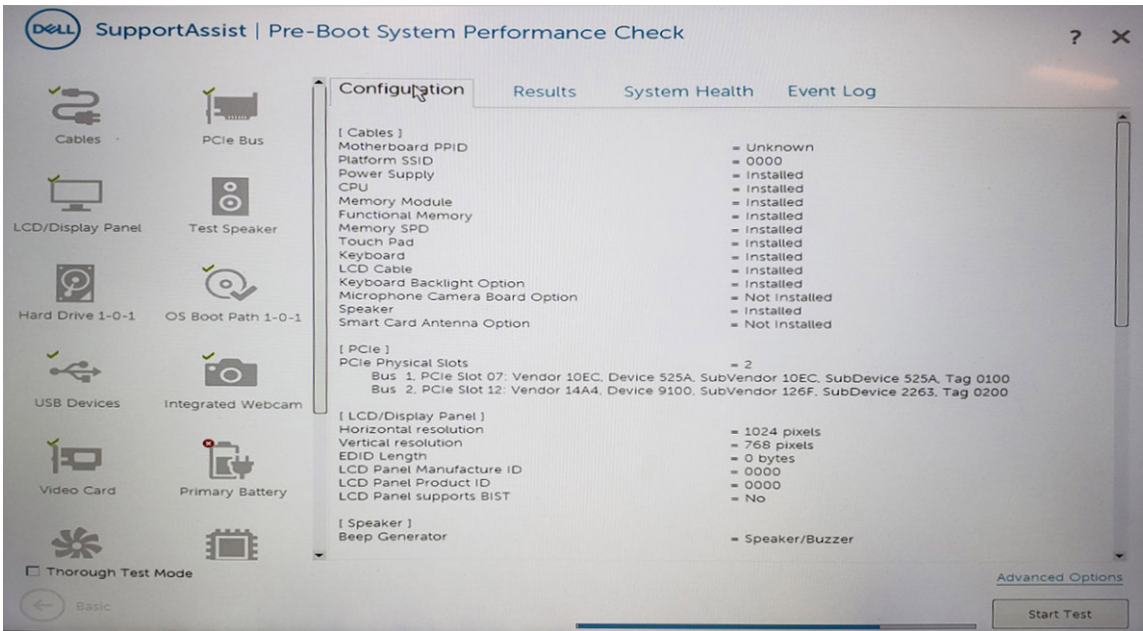 DELL SupportAssist | Pre-Boot System Performance Check ? X
Configuration Results System Health Event Log
Cables PCIe Bus
LCD/Display Panel Test Speaker
Hard Drive 1-0-1 OS Boot Path 1-0-1
USB Devices Integrated Webcam
Video Card Primary Battery
[ Cables ]
Motherboard PPID = Unknown
Platform SSID = 0000
Power Supply = Installed
CPU = Installed
Memory Module = Installed
Functional Memory = Installed
Memory SPD = Installed
Touch Pad = Installed
Keyboard = Installed
LCD Cable = Installed
Keyboard Backlight Option = Installed
Microphone Camera Board Option = Not Installed
Speaker = Installed
Smart Card Antenna Option = Not Installed
[ PCIe ]
PCIe Physical Slots = 2
Bus 1, PCIe Slot 07: Vendor 10EC, Device 525A, SubVendor 10EC, SubDevice 525A, Tag 0100
Bus 2, PCIe Slot 12: Vendor 14A4, Device 9100, SubVendor 126F, SubDevice 2263, Tag 0200
[ LCD/Display Panel ]
Horizontal resolution = 1024 pixels
Vertical resolution = 768 pixels
EDID Length = 0 bytes
LCD Panel Manufacture ID = 0000
LCD Panel Product ID = 0000
LCD Panel supports BIST = No
[ Speaker ]
Beep Generator = Speaker/Buzzer
Thorough Test Mode
Advanced Options
Basic
Start Test